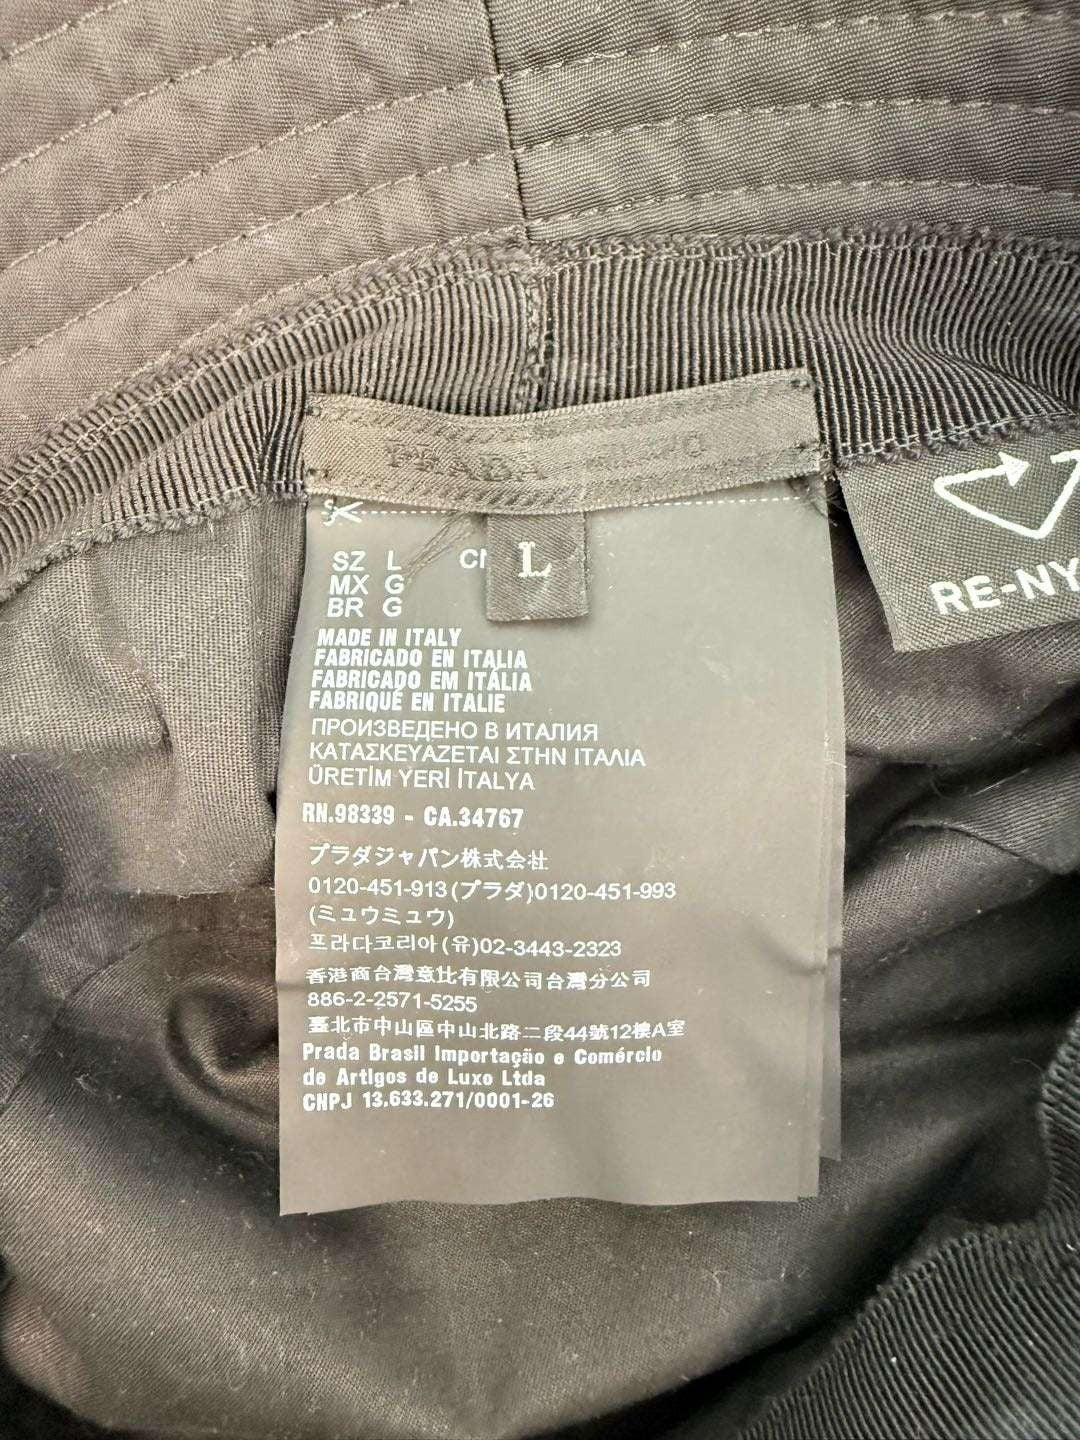 PRADA MILANO
SZ L
MX G
BR G
L
RE-NY
MADE IN ITALY
FABRICADO EN ITALIA
FABRICADO EM ITÁLIA
FABRIQUÉ EN ITALIE
ПРОИЗВЕДЕНО В ИТАЛИЯ
ΚΑΤΑΣΚΕΥΑΖΕΤΑΙ ΣΤΗΝ ΙΤΑΛΙΑ
ÜRETİM YERİ İTALYA
RN.98339 - CA.34767
プラダジャパン株式会社
0120-451-913(プラダ)0120-451-993
(ミュウミュウ)
프라다코리아(유)02-3443-2323
香港商台灣意比有限公司台灣分公司
886-2-2571-5255
臺北市中山區中山北路二段44號12樓A室
Prada Brasil Importação e Comércio
de Artigos de Luxo Ltda
CNPJ 13.633.271/0001-26